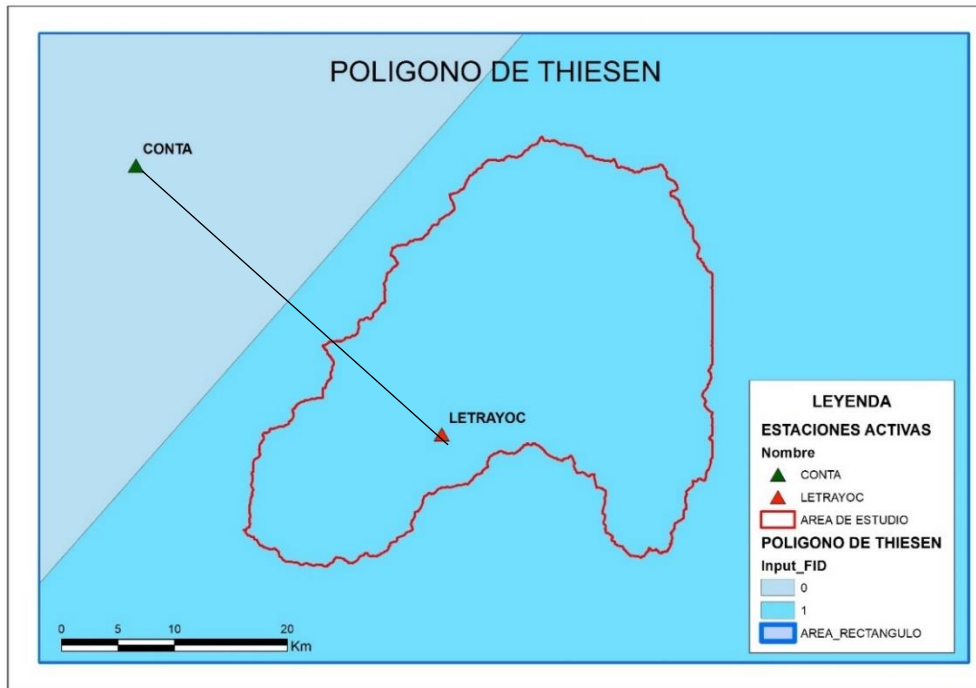 POLIGONO DE THIESEN
CONTA
LETRAYOC
LEYENDA
ESTACIONES ACTIVAS
Nombre
CONTA
LETRAYOC
AREA DE ESTUDIO
POLIGONO DE THIESEN
Input_FID
0
1
AREA_RECTANGULO
0 5 10 20
Km